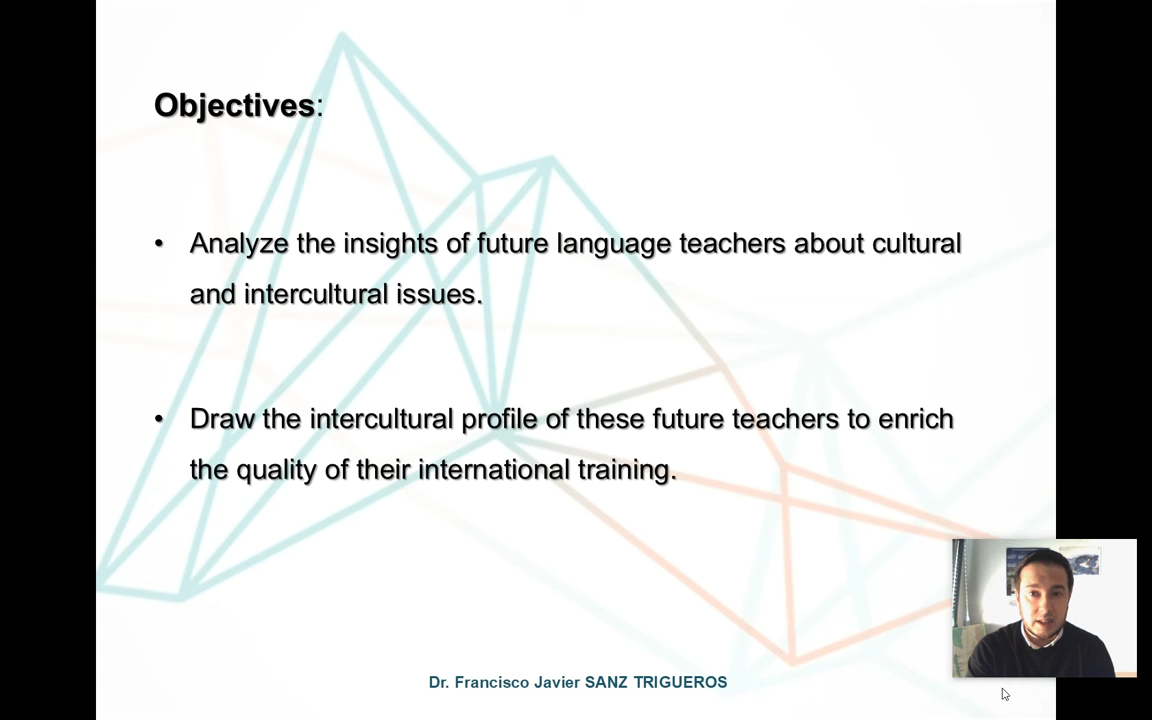 Objectives:
• Analyze the insights of future language teachers about cultural
and intercultural issues.
• Draw the intercultural profile of these future teachers to enrich
the quality of their international training.
Dr. Francisco Javier SANZ TRIGUEROS